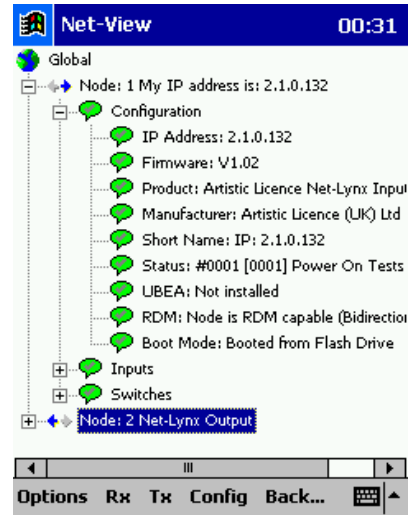 Net-View 00:31
Global
Node: 1 My IP address is: 2.1.0.132
Configuration
IP Address: 2.1.0.132
Firmware: V1.02
Product: Artistic Licence Net-Lynx Input
Manufacturer: Artistic Licence (UK) Ltd
Short Name: IP: 2.1.0.132
Status: #0001 [0001] Power On Tests
UBEA: Not installed
RDM: Node is RDM capable (Bidirection
Boot Mode: Booted from Flash Drive
Inputs
Switches
Node: 2 Net-Lynx Output
Options Rx Tx Config Back...